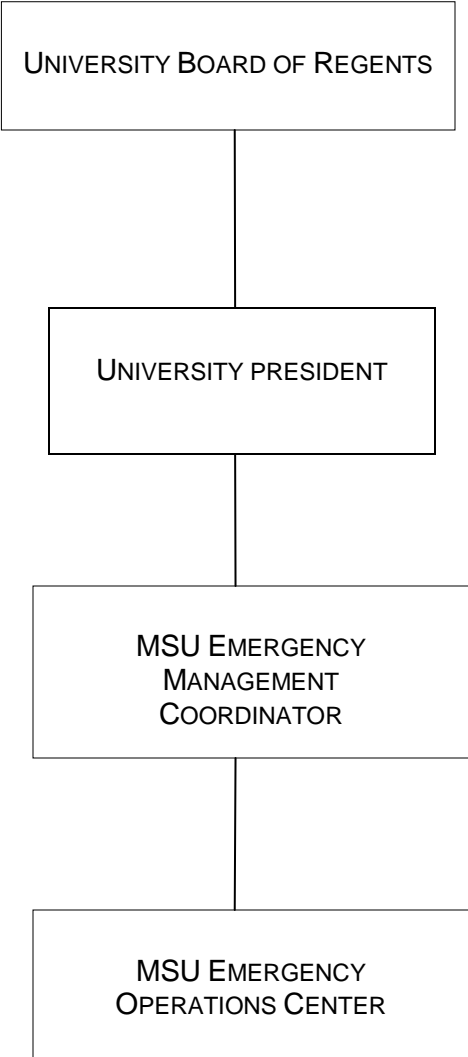 UNIVERSITY BOARD OF REGENTS
UNIVERSITY PRESIDENT
MSU EMERGENCY
MANAGEMENT
COORDINATOR
MSU EMERGENCY
OPERATIONS CENTER